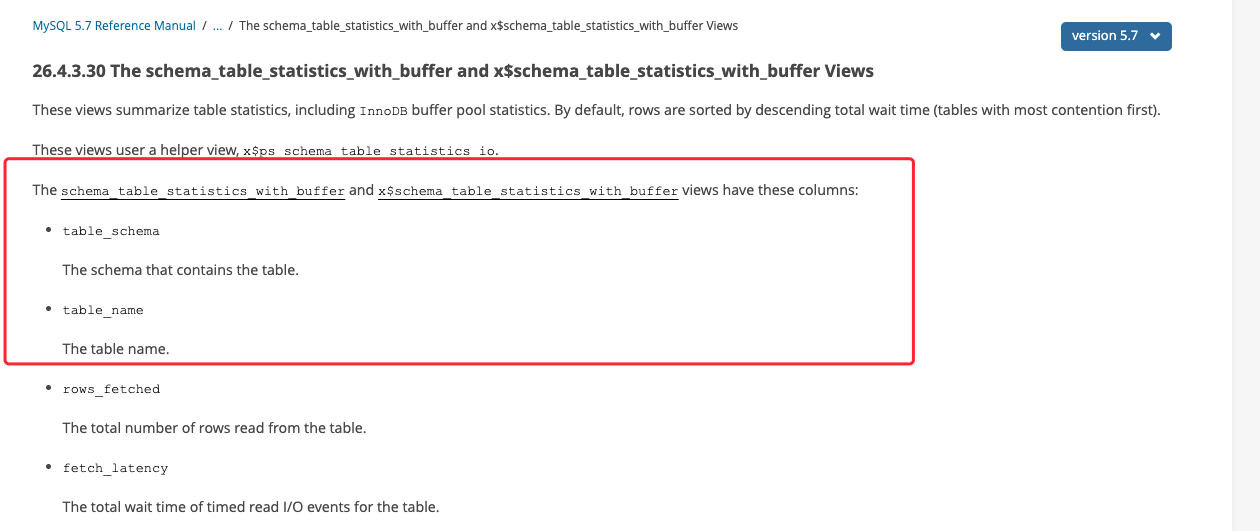 MySQL 5.7 Reference Manual / ... / The schema_table_statistics_with_buffer and x$schema_table_statistics_with_buffer Views
version 5.7
26.4.3.30 The schema_table_statistics_with_buffer and x$schema_table_statistics_with_buffer Views
These views summarize table statistics, including InnoDB buffer pool statistics. By default, rows are sorted by descending total wait time (tables with most contention first).
These views user a helper view, x$ps_schema_table_statistics_io.
The schema_table_statistics_with_buffer and x$schema_table_statistics_with_buffer views have these columns:
• table_schema
The schema that contains the table.
• table_name
The table name.
• rows_fetched
The total number of rows read from the table.
• fetch_latency
The total wait time of timed read I/O events for the table.